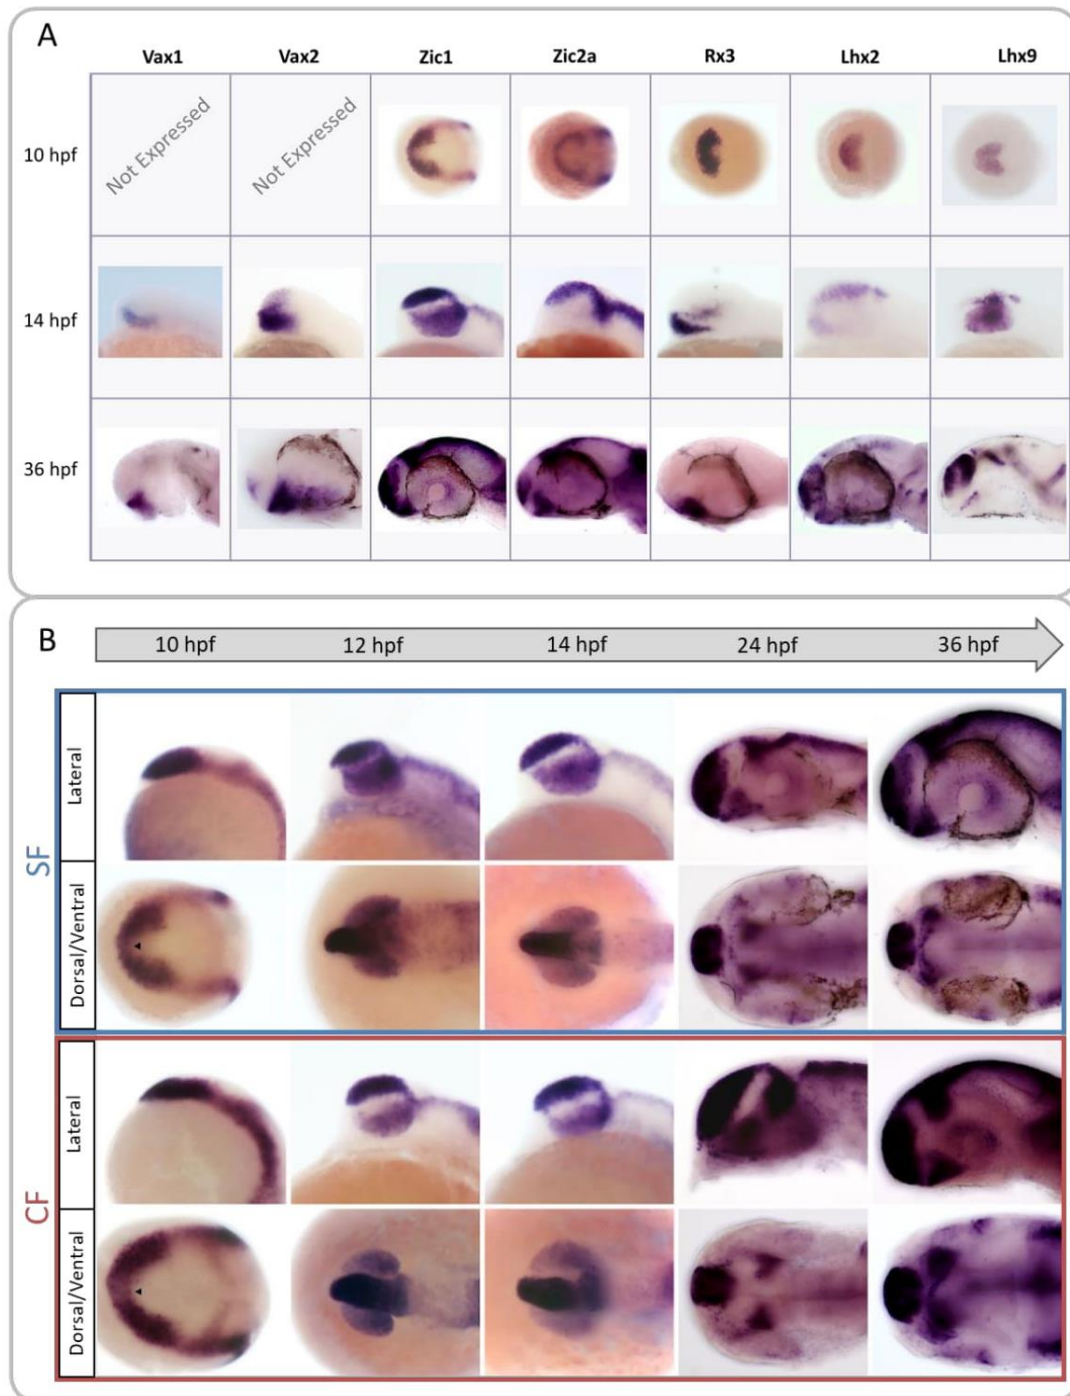 A
Vax1 Vax2 Zic1 Zic2a Rx3 Lhx2 Lhx9
10 hpf Not Expressed Not Expressed
14 hpf
36 hpf
B
10 hpf 12 hpf 14 hpf 24 hpf 36 hpf
SF
Lateral
Dorsal/Ventral
CF
Lateral
Dorsal/Ventral